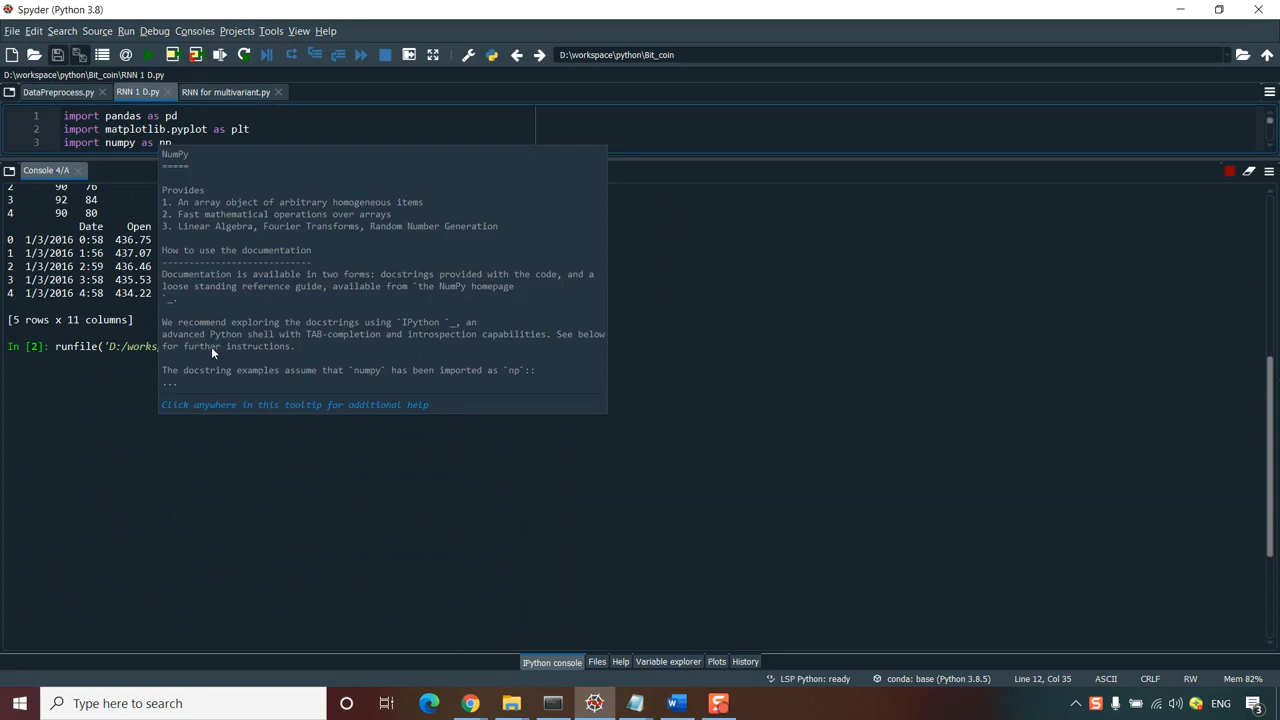 Spyder (Python 3.8)
File Edit Search Source Run Debug Consoles Projects Tools View Help
D:\workspace\python\Bit_coin
D:\workspace\python\Bit_coin\RNN 1 D.py
DataPreprocess.py RNN 1 D.py RNN for multivariant.py
1 import pandas as pd
2 import matplotlib.pyplot as plt
3 import numpy as np
Console 4/A
NumPy
=====
Provides
1. An array object of arbitrary homogeneous items
2. Fast mathematical operations over arrays
3. Linear Algebra, Fourier Transforms, Random Number Generation
How to use the documentation
----------------------------
Documentation is available in two forms: docstrings provided with the code, and a
loose standing reference guide, available from `the NumPy homepage
`_.
We recommend exploring the docstrings using `IPython `_, an
advanced Python shell with TAB-completion and introspection capabilities. See below
for further instructions.
The docstring examples assume that `numpy` has been imported as `np`::
...
Click anywhere in this tooltip for additional help
2 90 76
3 92 84
4 90 80
Date Open
0 1/3/2016 0:58 436.75
1 1/3/2016 1:56 437.07
2 1/3/2016 2:59 436.46
3 1/3/2016 3:58 435.53
4 1/3/2016 4:58 434.22
[5 rows x 11 columns]
In [2]: runfile('D:/works
IPython console Files Help Variable explorer Plots History
LSP Python: ready conda: base (Python 3.8.5) Line 12, Col 35 ASCII CRLF RW Mem 82%
Type here to search
ENG
3